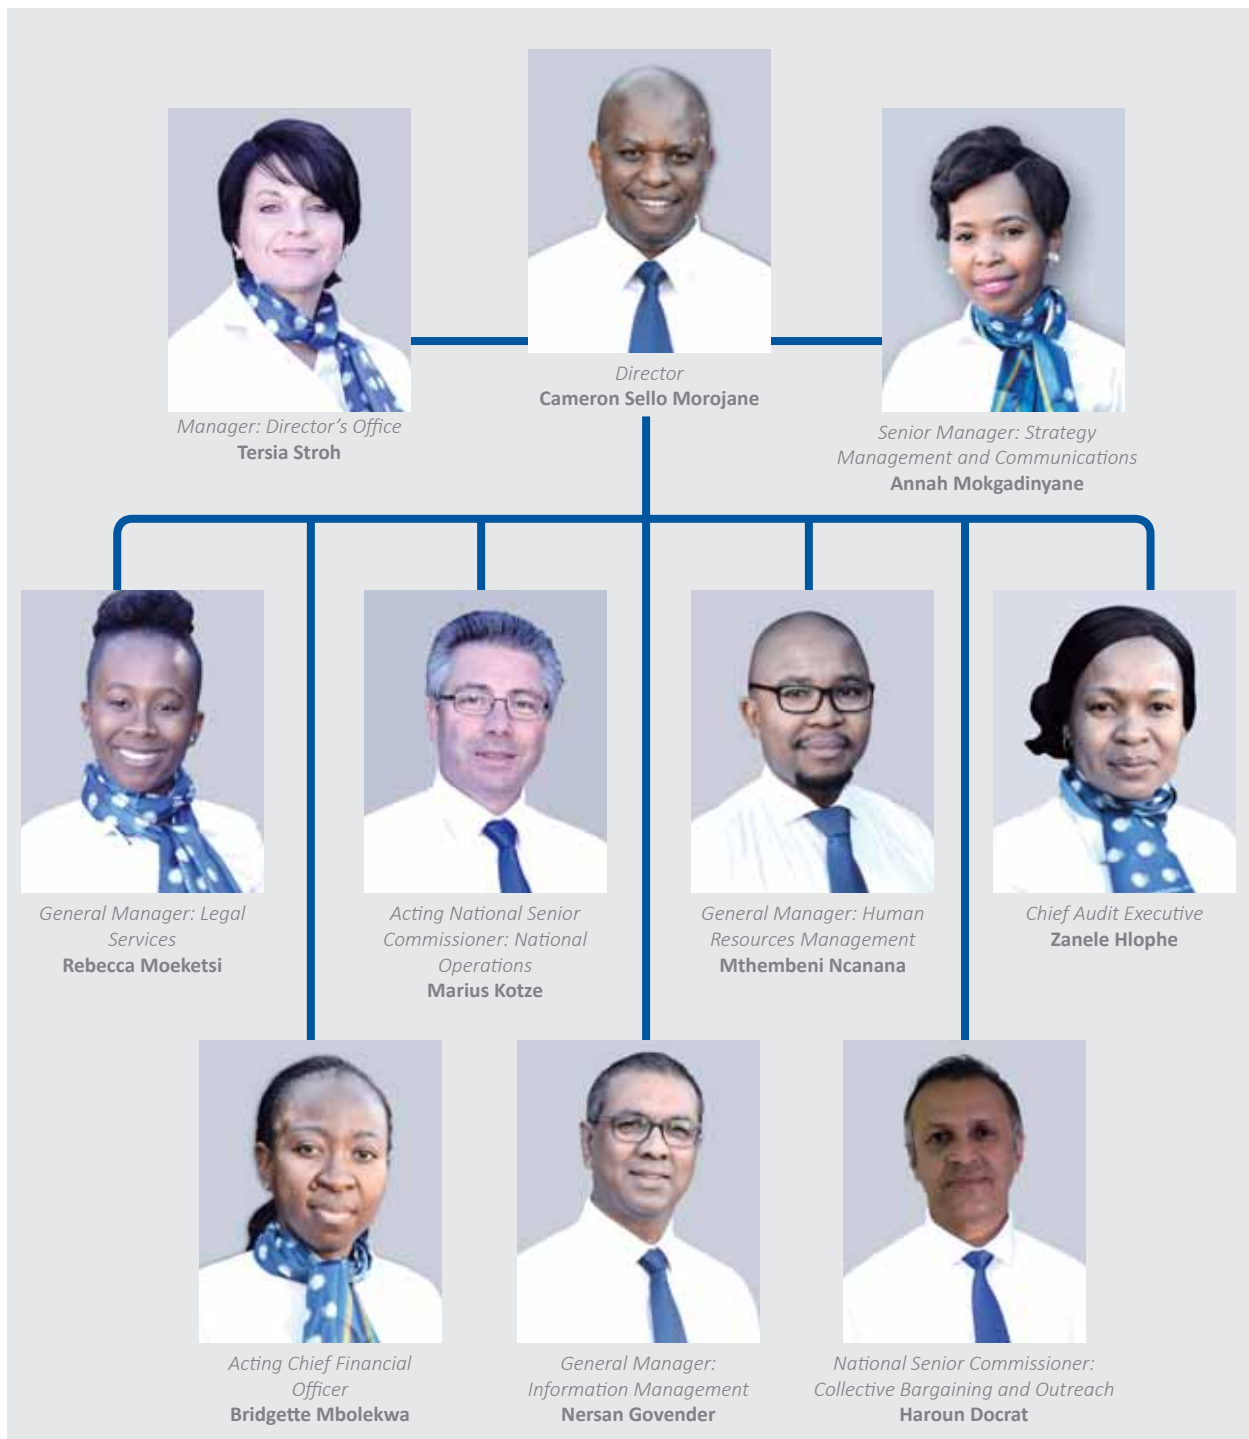 Director
Cameron Sello Morojane
Manager: Director's Office
Tersia Stroh
Senior Manager: Strategy
Management and Communications
Annah Mokgadinyane
General Manager: Legal
Services
Rebecca Moeketsi
Acting National Senior
Commissioner: National
Operations
Marius Kotze
General Manager: Human
Resources Management
Mthembeni Ncanana
Chief Audit Executive
Zanele Hlophe
Acting Chief Financial
Officer
Bridgette Mbolekwa
General Manager:
Information Management
Nersan Govender
National Senior Commissioner:
Collective Bargaining and Outreach
Haroun Docrat